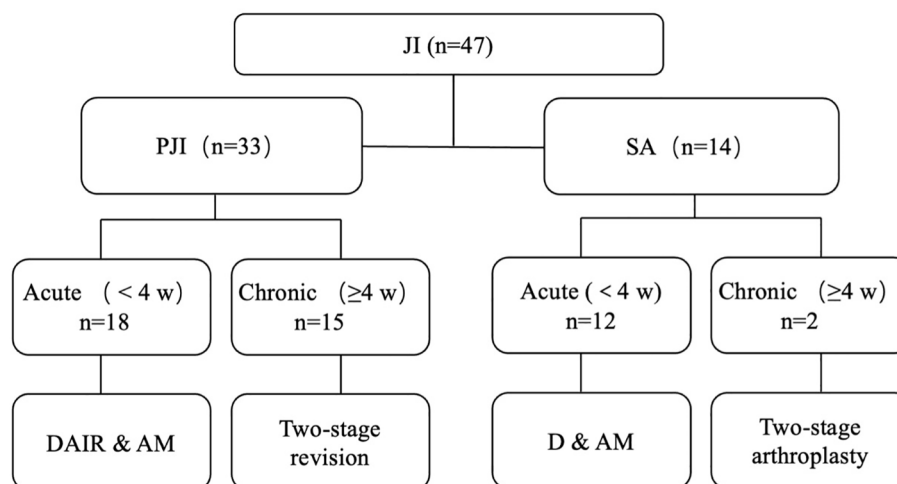 JI (n=47)
PJI （n=33）
SA （n=14）
Acute （ < 4 w)
n=18
Chronic （≥4 w）
n=15
Acute ( < 4 w)
n=12
Chronic （≥4 w）
n=2
DAIR & AM
Two-stage
revision
D & AM
Two-stage
arthroplasty